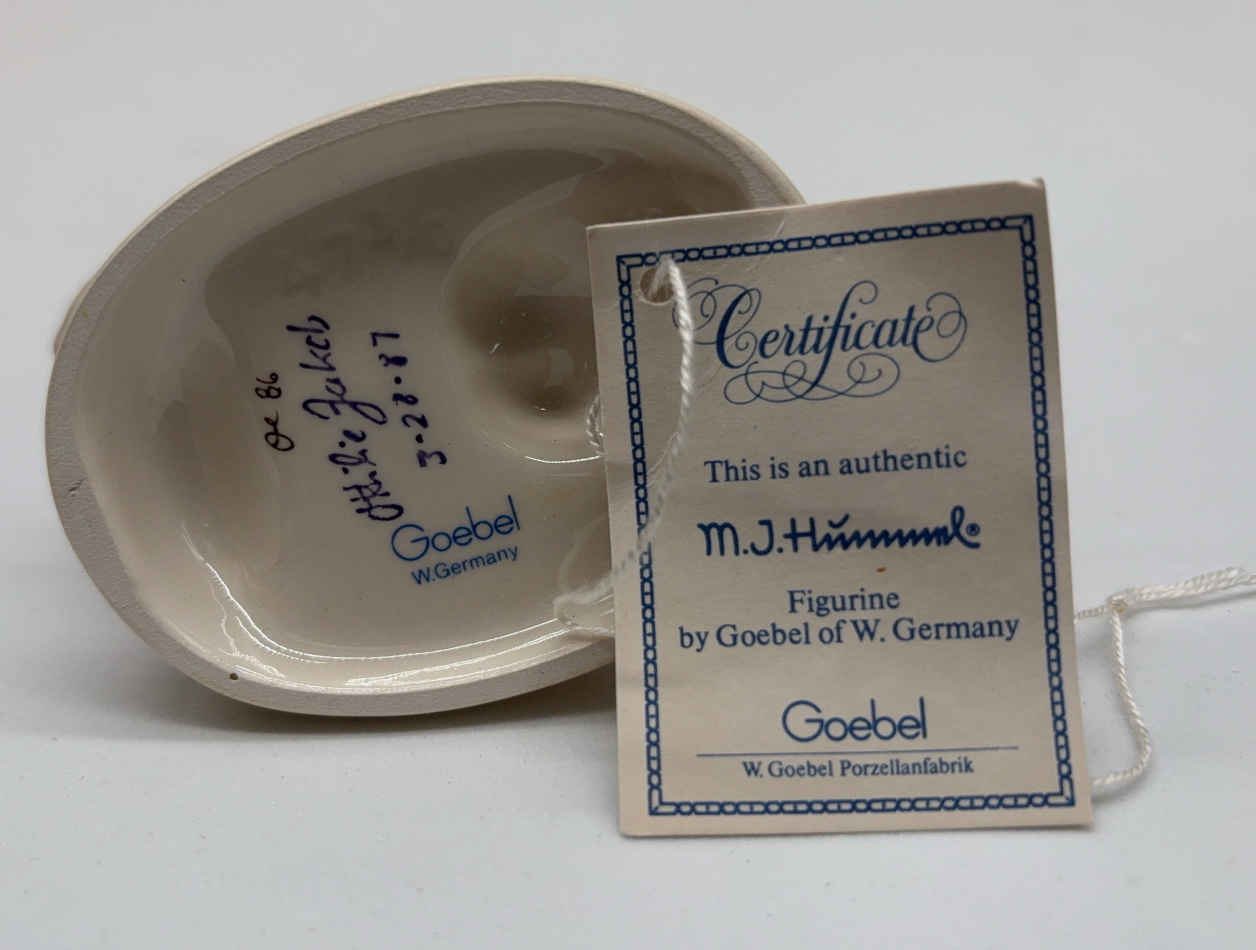 oe 86
Ottilie Jakob
3-28-87
Goebel
W.Germany
Certificate
This is an authentic
M.J.Hummel®
Figurine
by Goebel of W. Germany
Goebel
W. Goebel Porzellanfabrik